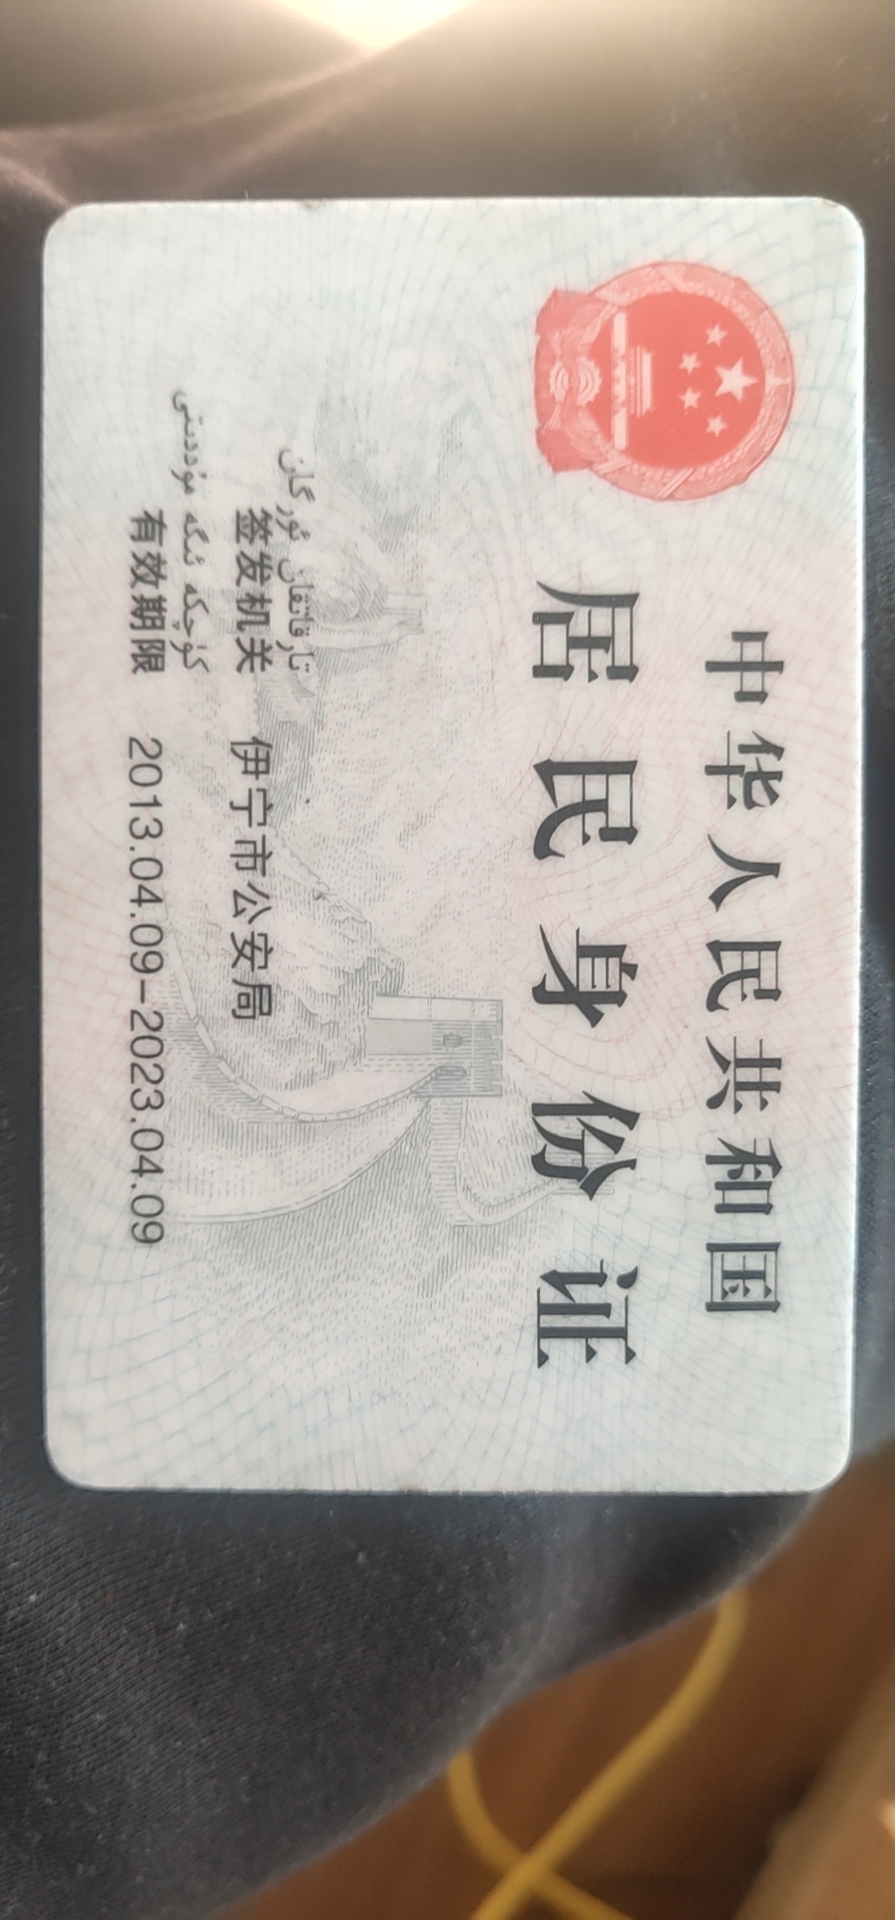 中华人民共和国
居民身份证
تارقاتقان ئورگان
签发机关 伊宁市公安局
كۈچكە ئىگە مۇددىتى
有效期限 2013.04.09-2023.04.09